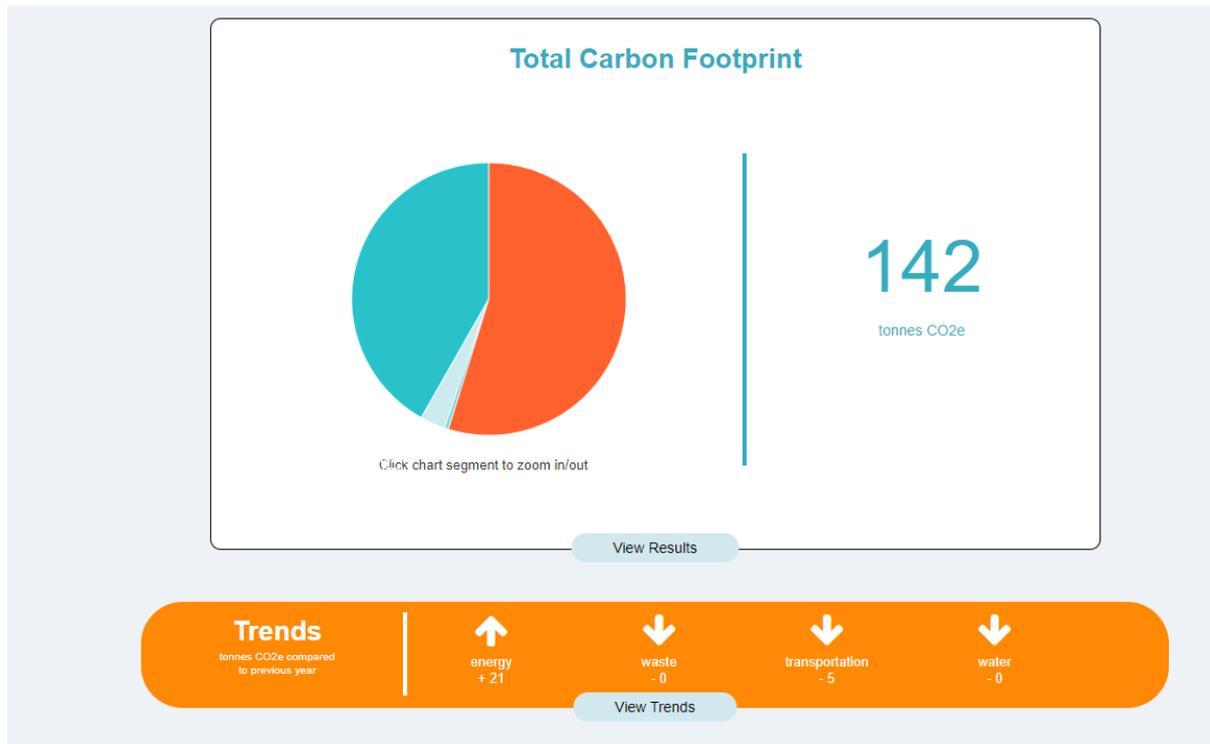 Total Carbon Footprint
142
tonnes CO2e
Click chart segment to zoom in/out
View Results
Trends
tonnes CO2e compared
to previous year
energy
+ 21
waste
- 0
transportation
- 5
water
- 0
View Trends